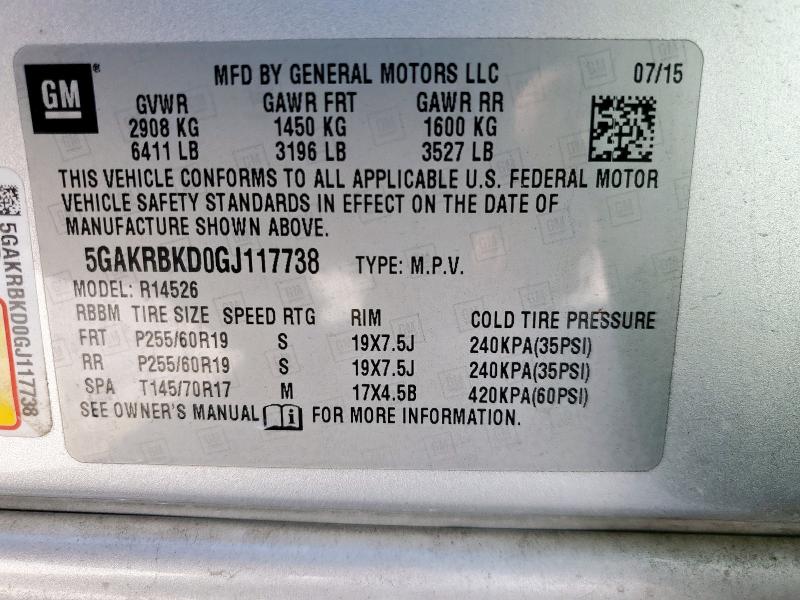 GM®
MFD BY GENERAL MOTORS LLC 07/15
GVWR GAWR FRT GAWR RR
2908 KG 1450 KG 1600 KG
6411 LB 3196 LB 3527 LB
THIS VEHICLE CONFORMS TO ALL APPLICABLE U.S. FEDERAL MOTOR
VEHICLE SAFETY STANDARDS IN EFFECT ON THE DATE OF
MANUFACTURE SHOWN ABOVE.
5GAKRBKD0GJ117738 TYPE: M.P.V.
MODEL: R14526
RBBM TIRE SIZE SPEED RTG RIM COLD TIRE PRESSURE
FRT P255/60R19 S 19X7.5J 240KPA(35PSI)
RR P255/60R19 S 19X7.5J 240KPA(35PSI)
SPA T145/70R17 M 17X4.5B 420KPA(60PSI)
SEE OWNER'S MANUAL FOR MORE INFORMATION.
5GAKRBKD0GJ117738